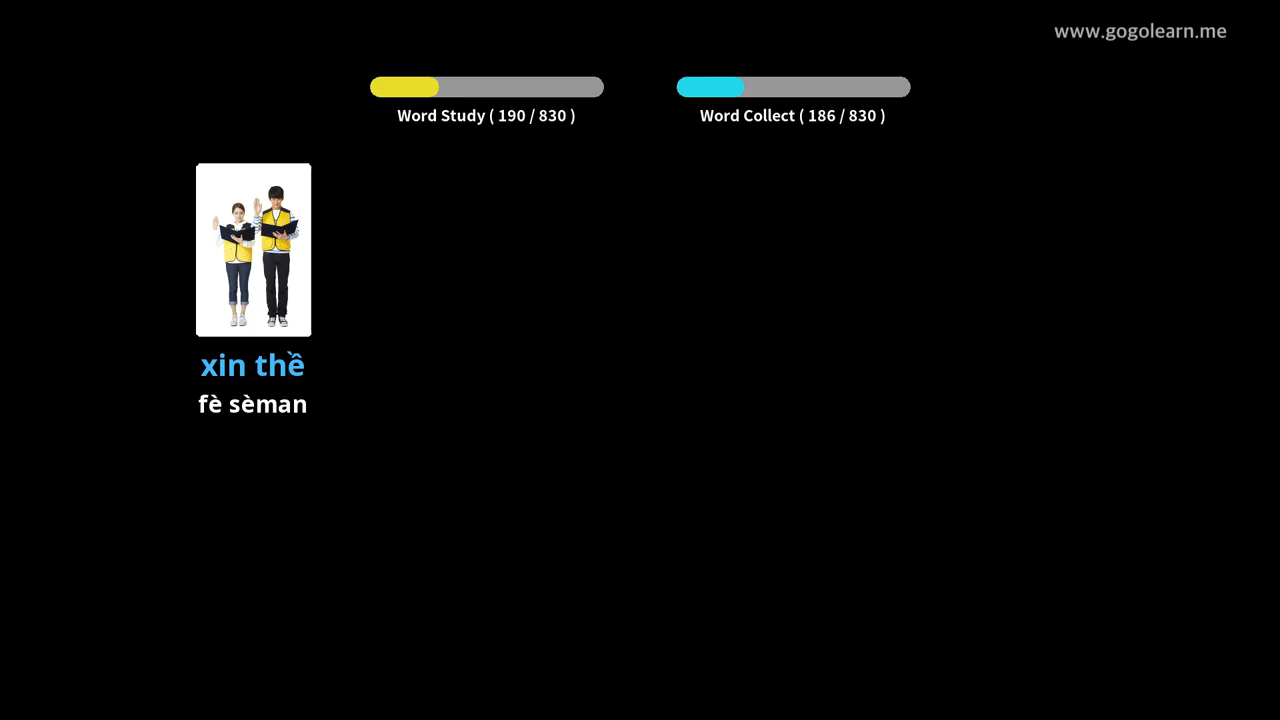 www.gogolearn.me
Word Study ( 190 / 830 )
Word Collect ( 186 / 830 )
xin thề
fè sèman